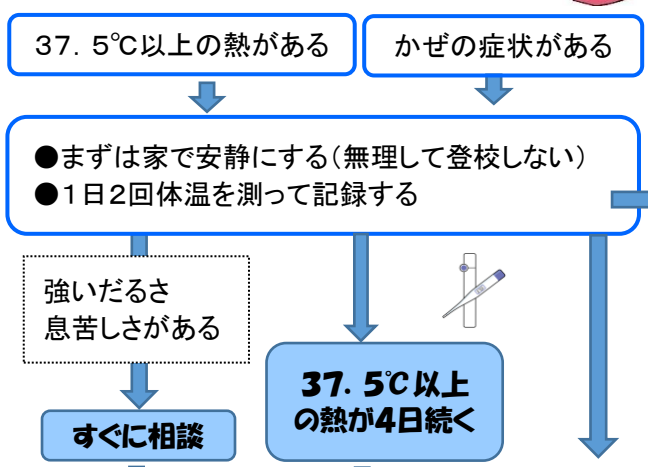 37.5℃以上の熱がある
かぜの症状がある
●まずは家で安静にする(無理して登校しない)
●1日2回体温を測って記録する
強いだるさ
息苦しさがある
37.5℃以上
の熱が4日続く
すぐに相談